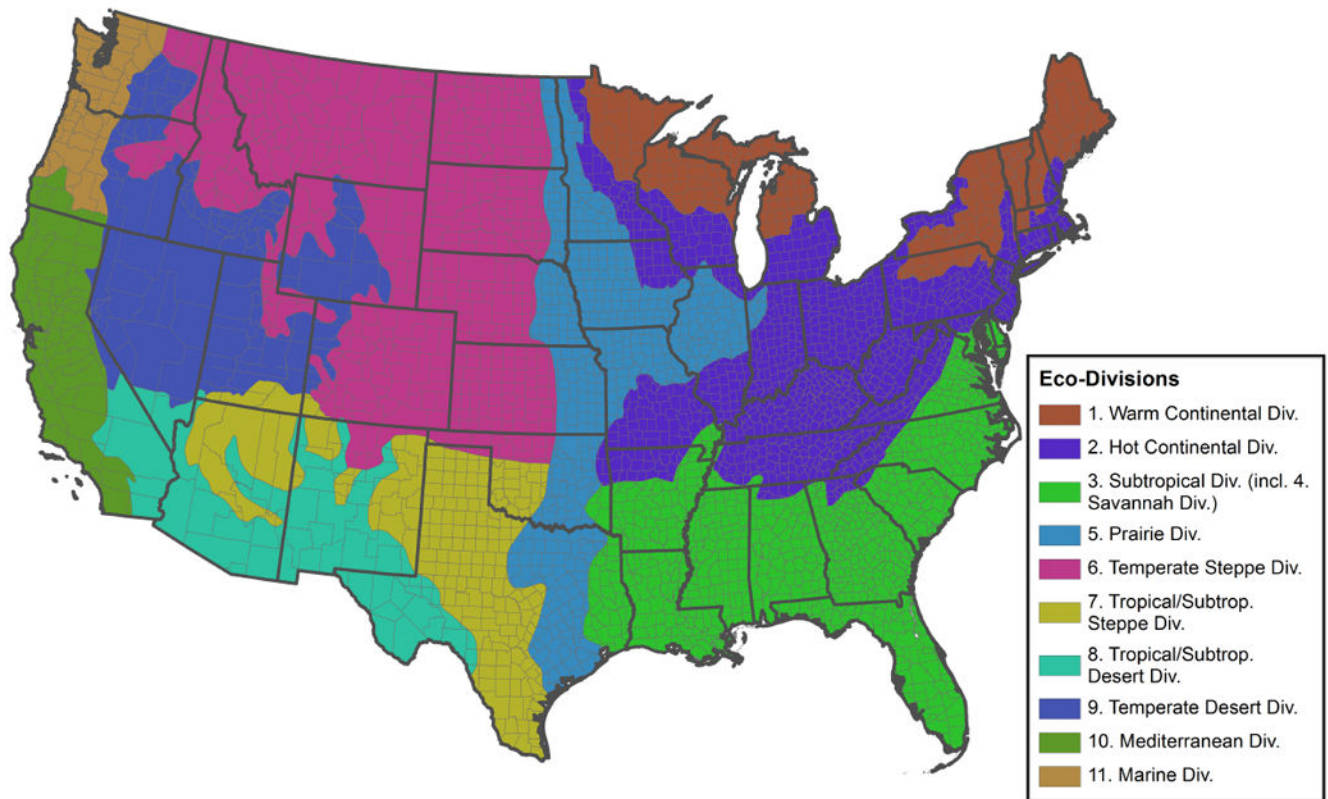 Eco-Divisions
1. Warm Continental Div.
2. Hot Continental Div.
3. Subtropical Div. (incl. 4.
Savannah Div.)
5. Prairie Div.
6. Temperate Steppe Div.
7. Tropical/Subtrop.
Steppe Div.
8. Tropical/Subtrop.
Desert Div.
9. Temperate Desert Div.
10. Mediterranean Div.
11. Marine Div.